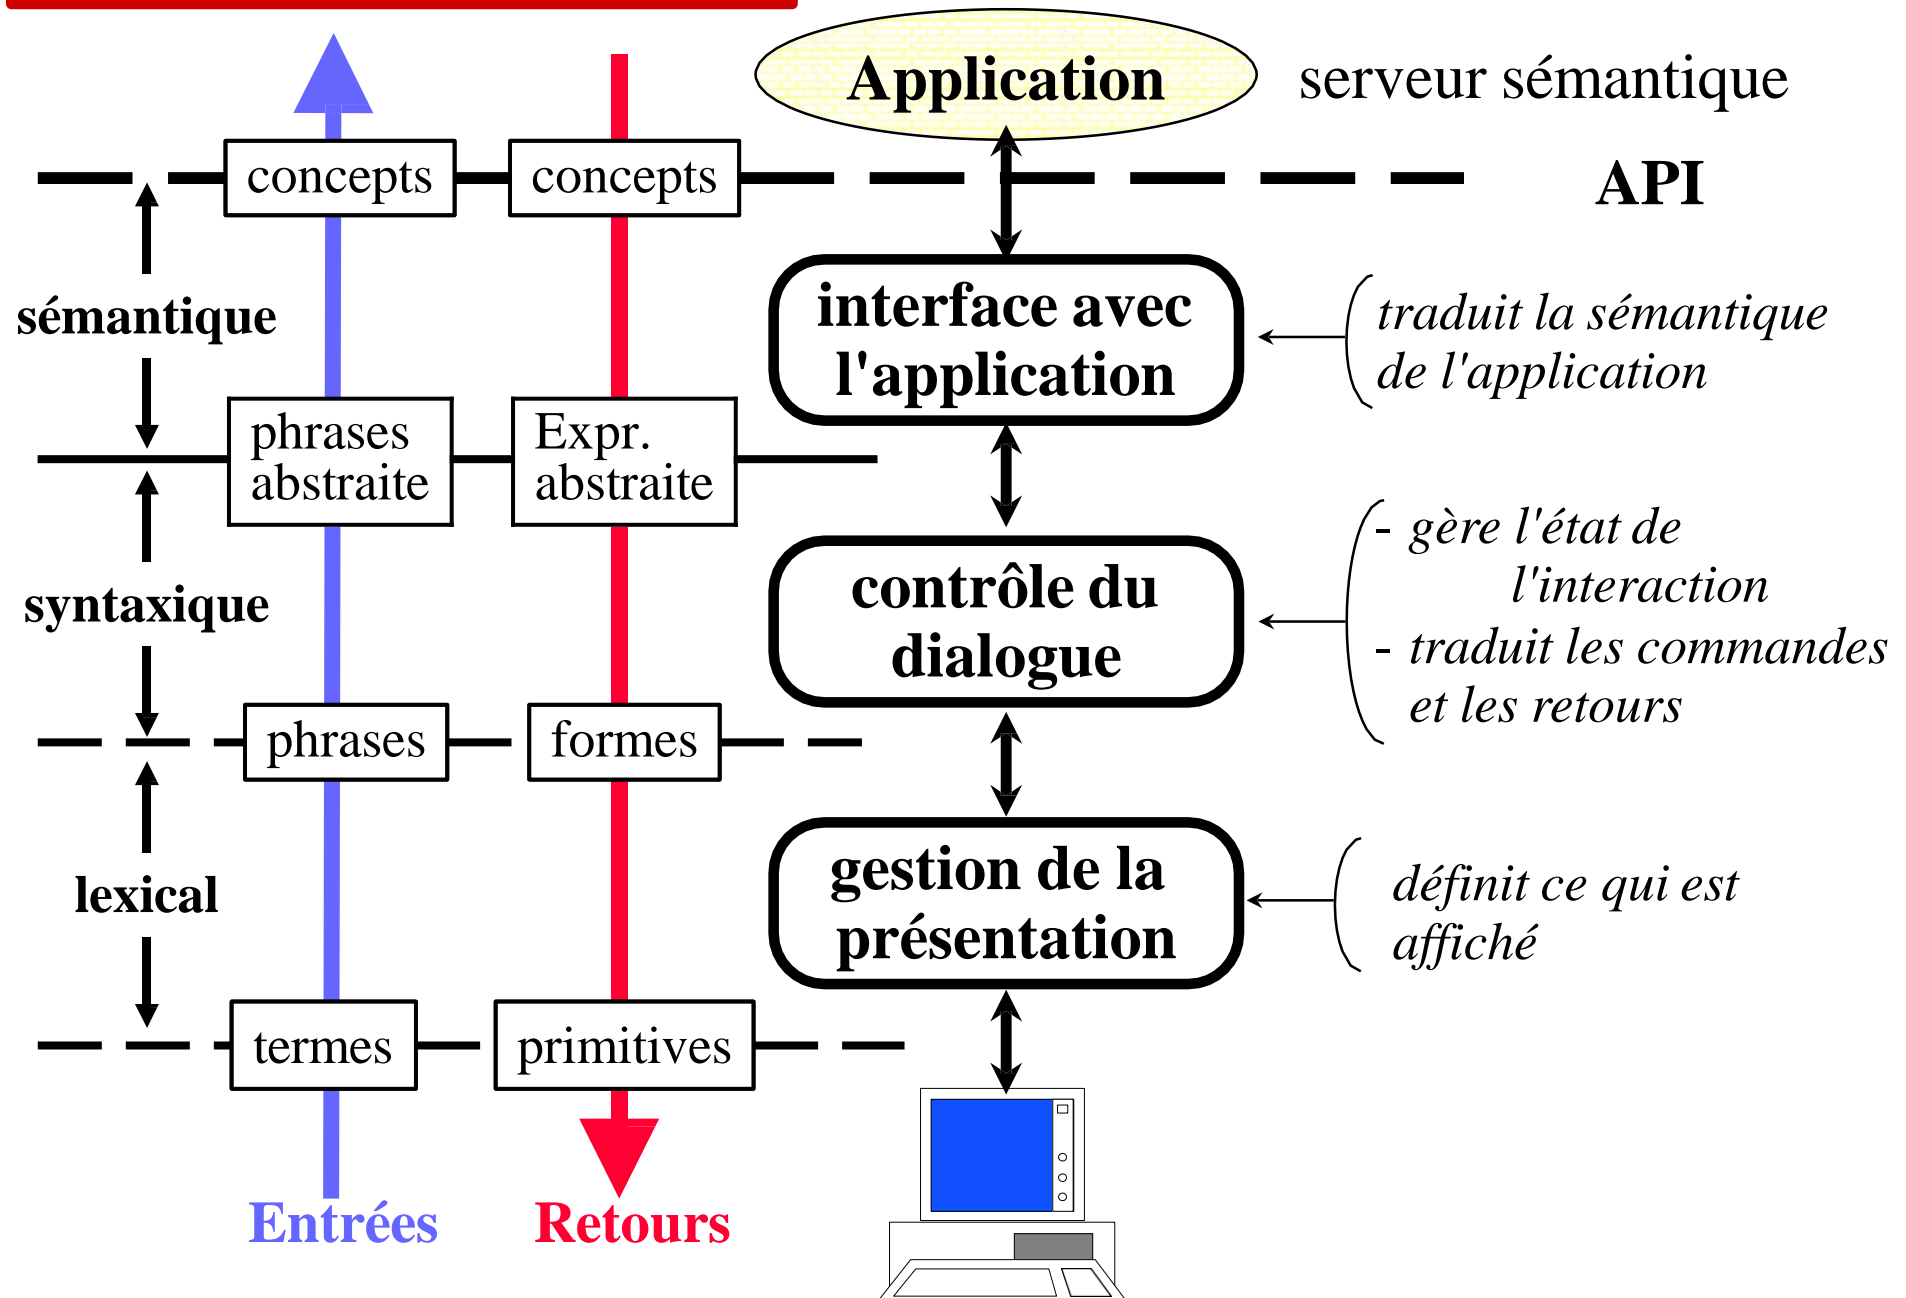 Application
serveur sémantique
concepts
concepts
API
sémantique
interface avec
l'application
traduit la sémantique
de l'application
phrases
abstraite
Expr.
abstraite
syntaxique
contrôle du
dialogue
- gère l'état de
l'interaction
- traduit les commandes
et les retours
phrases
formes
lexical
gestion de la
présentation
définit ce qui est
affiché
termes
primitives
Entrées
Retours